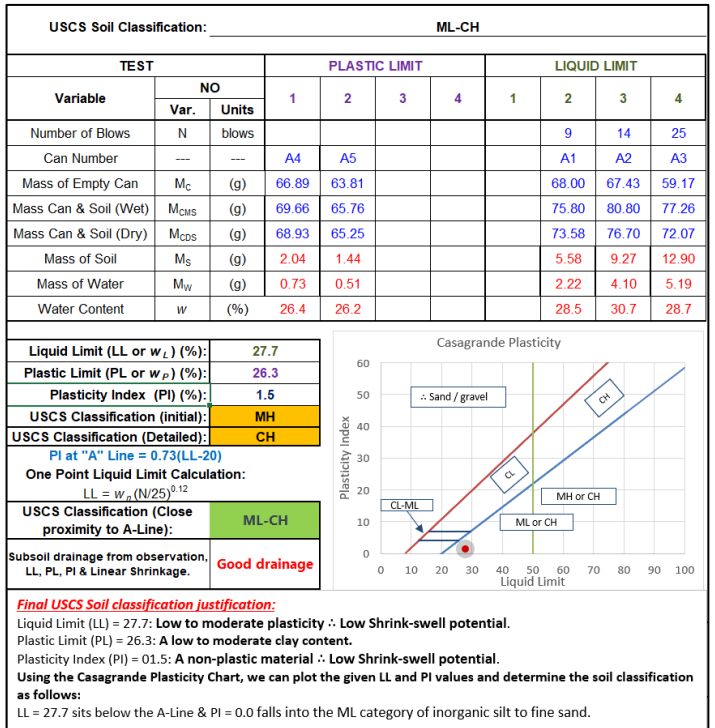 USCS Soil Classification: ML-CH
TEST PLASTIC LIMIT LIQUID LIMIT
Variable NO 1 2 3 4 1 2 3 4
Var. Units
Number of Blows N blows 9 14 25
Can Number --- --- A4 A5 A1 A2 A3
Mass of Empty Can MC (g) 66.89 63.81 68.00 67.43 59.17
Mass Can & Soil (Wet) MCMS (g) 69.66 65.76 75.80 80.80 77.26
Mass Can & Soil (Dry) MCDS (g) 68.93 65.25 73.58 76.70 72.07
Mass of Soil MS (g) 2.04 1.44 5.58 9.27 12.90
Mass of Water MW (g) 0.73 0.51 2.22 4.10 5.19
Water Content w (%) 26.4 26.2 28.5 30.7 28.7
Liquid Limit (LL or wL) (%): 27.7
Plastic Limit (PL or wP) (%): 26.3
Plasticity Index (PI) (%): 1.5
USCS Classification (initial): MH
USCS Classification (Detailed): CH
PI at "A" Line = 0.73(LL-20)
One Point Liquid Limit Calculation:
LL = wn(N/25)0.12
USCS Classification (Close
proximity to A-Line):
ML-CH
Subsoil drainage from observation,
LL, PL, PI & Linear Shrinkage.
Good drainage
Casagrande Plasticity
Plasticity Index
60
50
40
30
20
10
0
∴ Sand / gravel
CH
CL
CL-ML
MH or CH
ML or CH
0 10 20 30 40 50 60 70 80 90 100
Liquid Limit
Final USCS Soil classification justification:
Liquid Limit (LL) = 27.7: Low to moderate plasticity ∴ Low Shrink-swell potential.
Plastic Limit (PL) = 26.3: A low to moderate clay content.
Plasticity Index (PI) = 01.5: A non-plastic material ∴ Low Shrink-swell potential.
Using the Casagrande Plasticity Chart, we can plot the given LL and PI values and determine the soil classification
as follows:
LL = 27.7 sits below the A-Line & PI = 0.0 falls into the ML category of inorganic silt to fine sand.